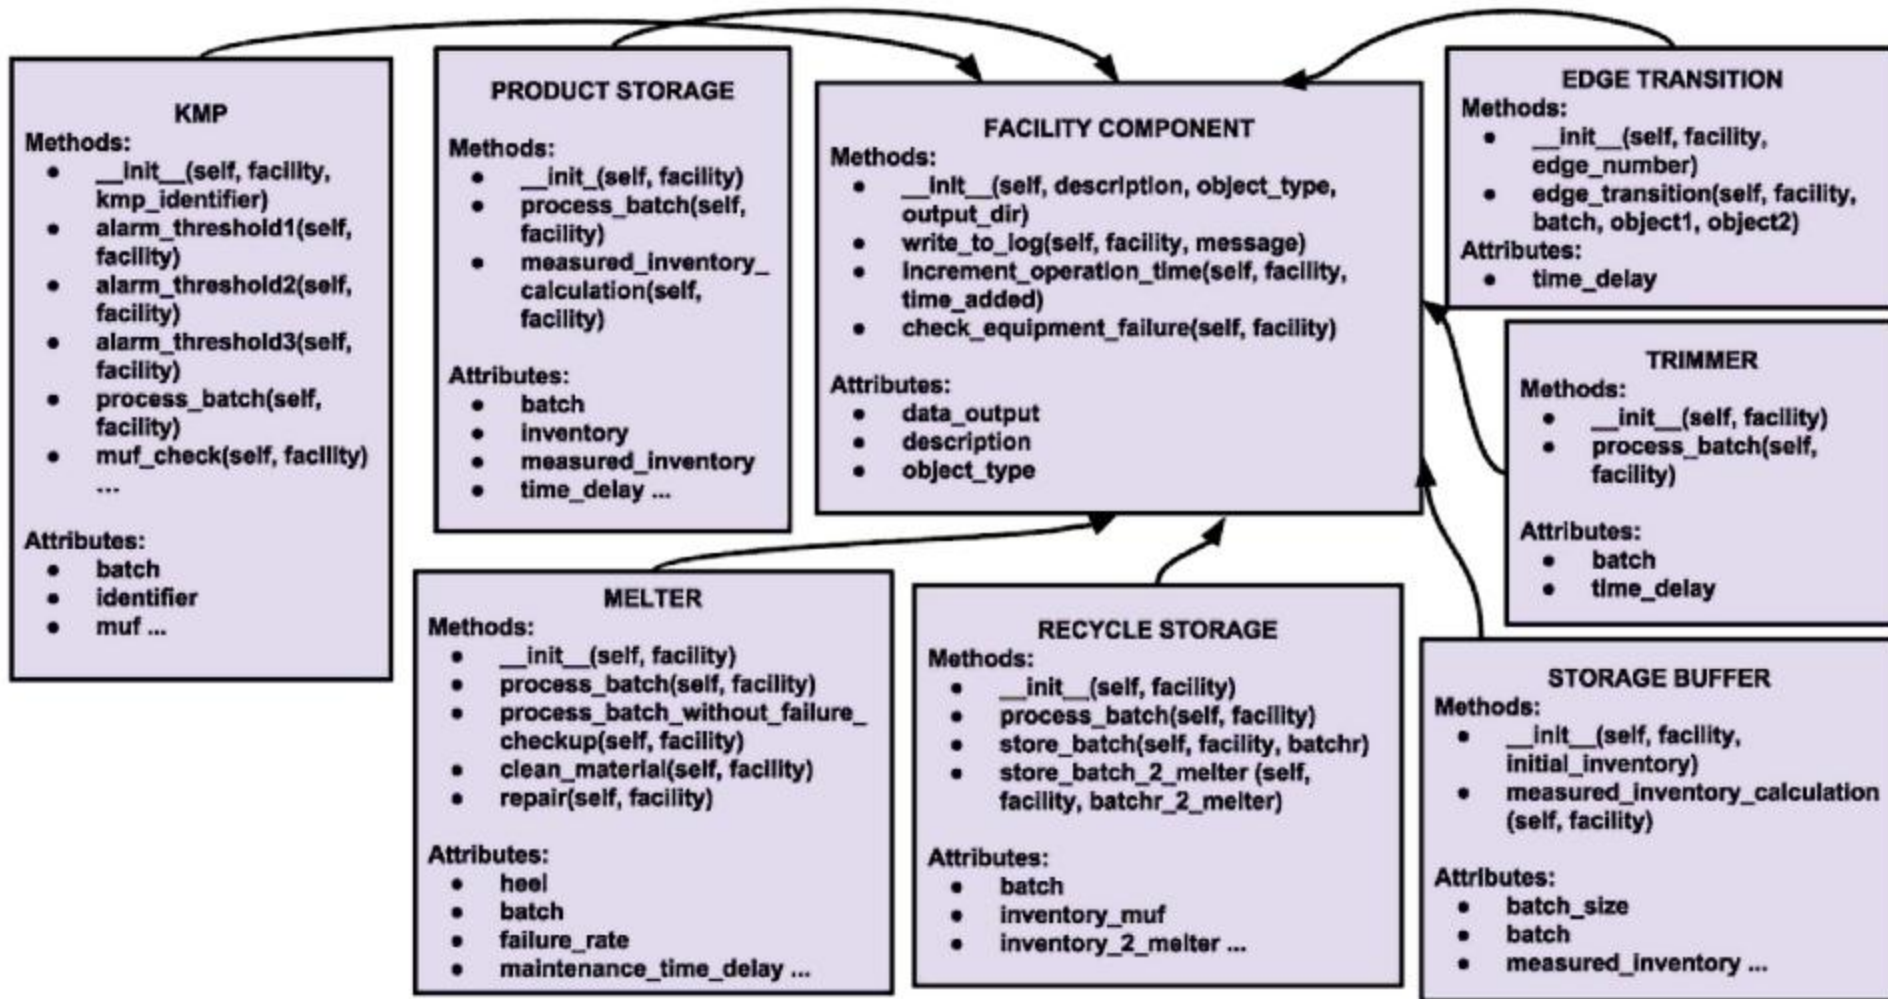 KMP
Methods:
● __init__(self, facility,
kmp_identifier)
● alarm_threshold1(self,
facility)
● alarm_threshold2(self,
facility)
● alarm_threshold3(self,
facility)
● process_batch(self,
facility)
● muf_check(self, facility)
...
Attributes:
● batch
● identifier
● muf ...
PRODUCT STORAGE
Methods:
● __init_(self, facility)
● process_batch(self,
facility)
● measured_inventory_
calculation(self,
facility)
Attributes:
● batch
● inventory
● measured_inventory
● time_delay ...
FACILITY COMPONENT
Methods:
● __init__(self, description, object_type,
output_dir)
● write_to_log(self, facility, message)
● increment_operation_time(self, facility,
time_added)
● check_equipment_failure(self, facility)
Attributes:
● data_output
● description
● object_type
EDGE TRANSITION
Methods:
● __init__(self, facility,
edge_number)
● edge_transition(self, facility,
batch, object1, object2)
Attributes:
● time_delay
TRIMMER
Methods:
● __init__(self, facility)
● process_batch(self,
facility)
Attributes:
● batch
● time_delay
MELTER
Methods:
● __init__(self, facility)
● process_batch(self, facility)
● process_batch_without_failure_
checkup(self, facility)
● clean_material(self, facility)
● repair(self, facility)
Attributes:
● heel
● batch
● failure_rate
● maintenance_time_delay ...
RECYCLE STORAGE
Methods:
● __init__(self, facility)
● process_batch(self, facility)
● store_batch(self, facility, batchr)
● store_batch_2_melter (self,
facility, batchr_2_melter)
Attributes:
● batch
● inventory_muf
● inventory_2_melter ...
STORAGE BUFFER
Methods:
● __init__(self, facility,
initial_inventory)
● measured_inventory_calculation
(self, facility)
Attributes:
● batch_size
● batch
● measured_inventory ...